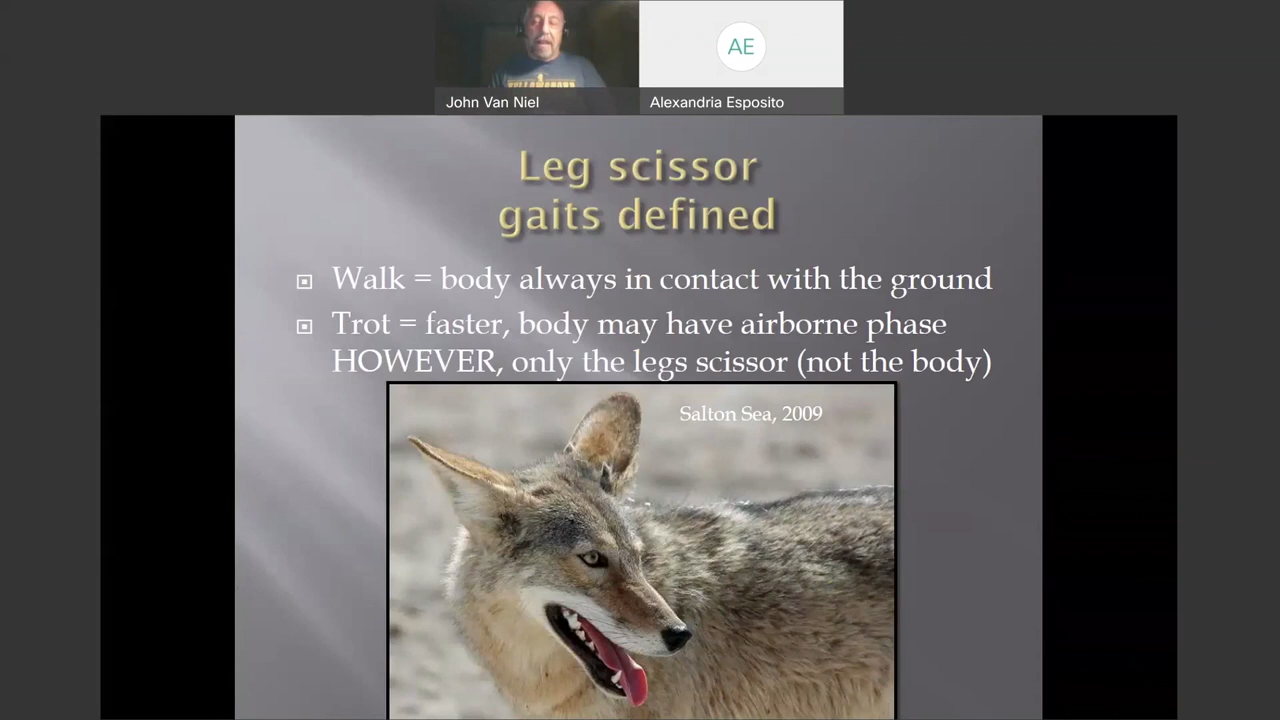 AE
John Van Niel
Alexandria Esposito
Leg scissor
gaits defined
Walk = body always in contact with the ground
Trot = faster, body may have airborne phase
HOWEVER, only the legs scissor (not the body)
Salton Sea, 2009